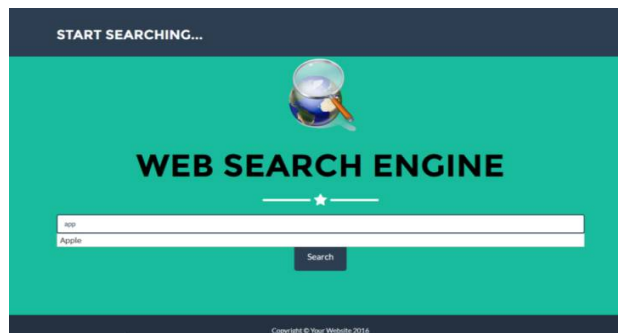 START SEARCHING...
WEB SEARCH ENGINE
app
Apple
Search
Copyright © Your Website 2016